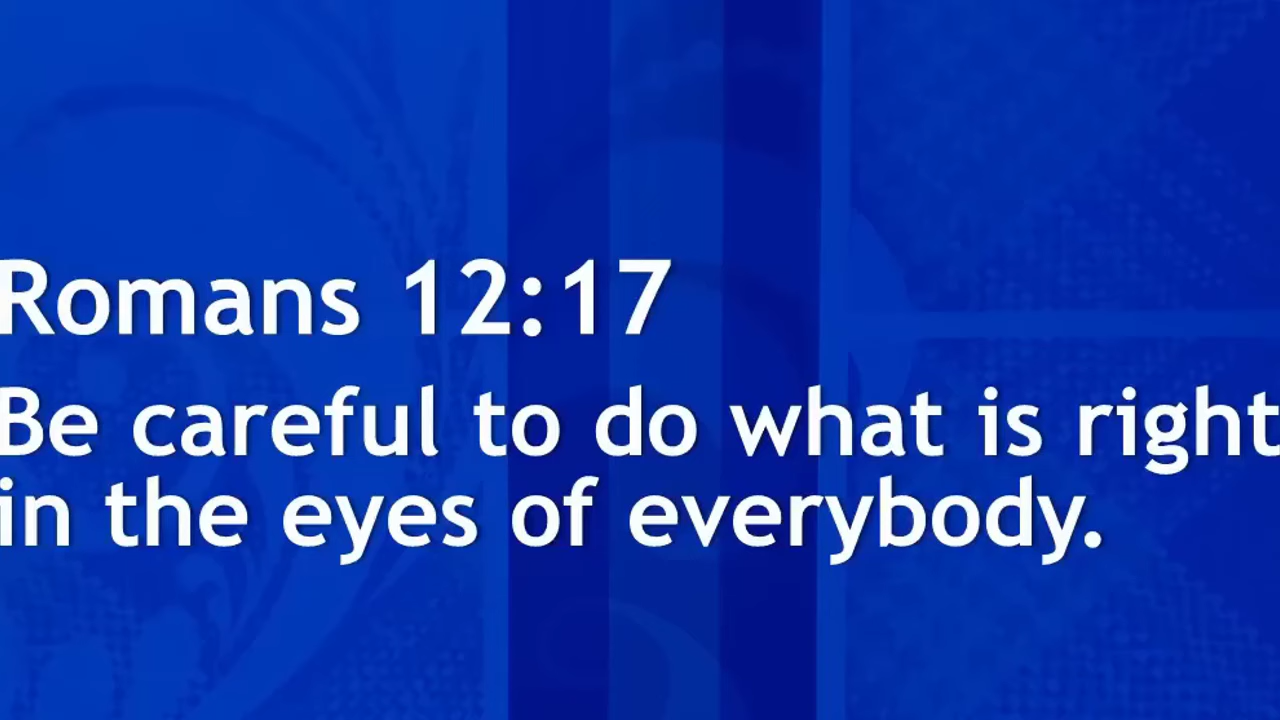 Romans 12:17
Be careful to do what is right
in the eyes of everybody.